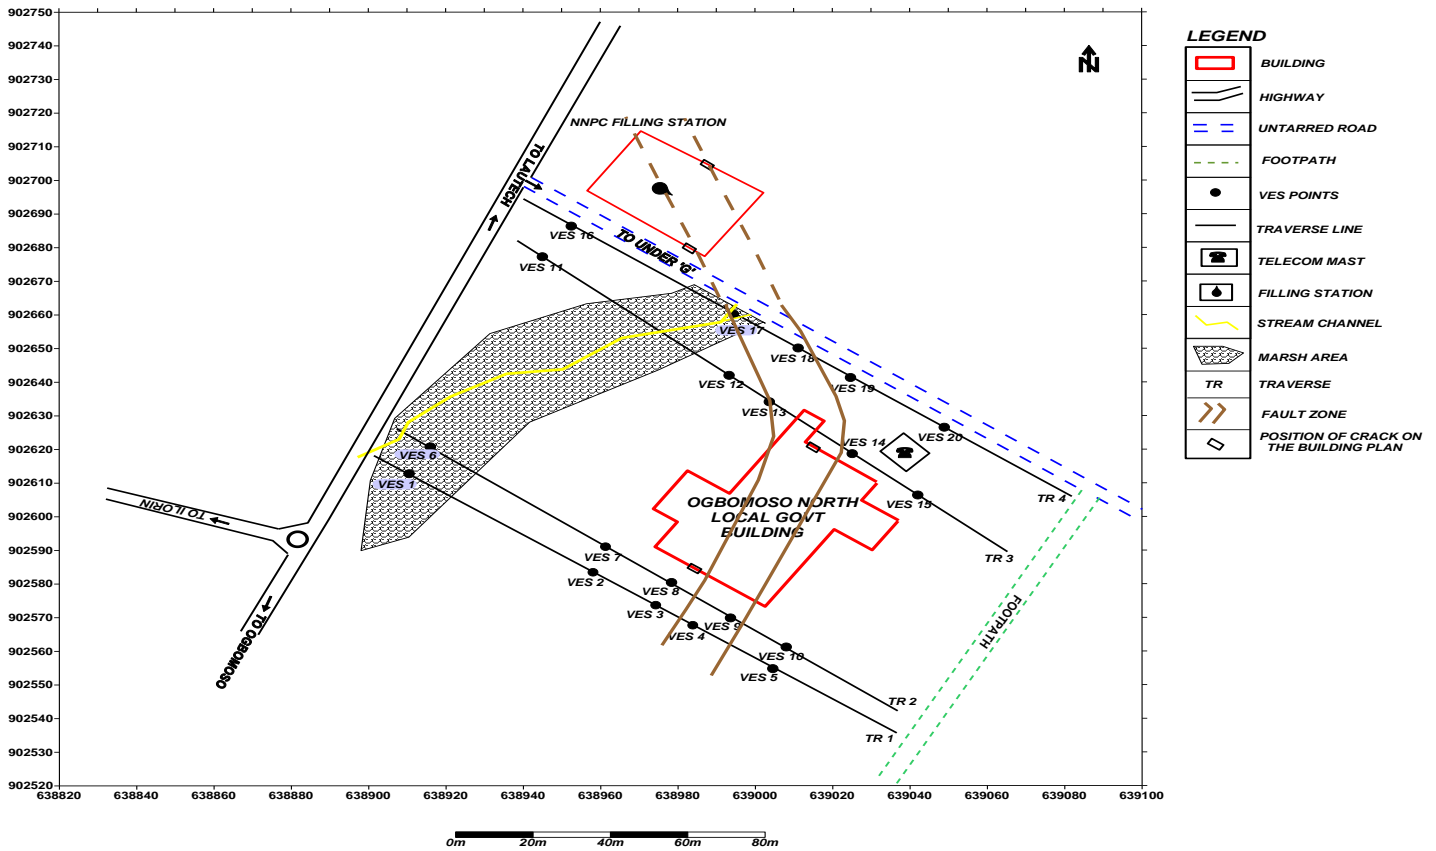 902750
902740
902730
902720
902710
902700
902690
902680
902670
902660
902650
902640
902630
902620
902610
902600
902590
902580
902570
902560
902550
902540
902530
902520
638820
638840
638860
638880
638900
638920
638940
638960
638980
639000
639020
639040
639060
639080
639100
N
NNPC FILLING STATION
TO LAUTECH
TO UNDER 'G'
VES 16
VES 11
VES 17
VES 18
VES 12
VES 19
VES 13
VES 20
VES 14
VES 6
VES 1
VES 15
TR 4
OGBOMOSO NORTH
LOCAL GOVT
BUILDING
TO ILORIN
TR 3
VES 7
VES 2
VES 8
VES 3
VES 9
VES 4
VES 10
VES 5
FOOTPATH
TO OGBOMOSO
TR 2
TR 1
0m
20m
40m
60m
80m
LEGEND
BUILDING
HIGHWAY
UNTARRED ROAD
FOOTPATH
VES POINTS
TRAVERSE LINE
TELECOM MAST
FILLING STATION
STREAM CHANNEL
MARSH AREA
TR TRAVERSE
FAULT ZONE
POSITION OF CRACK ON
THE BUILDING PLAN